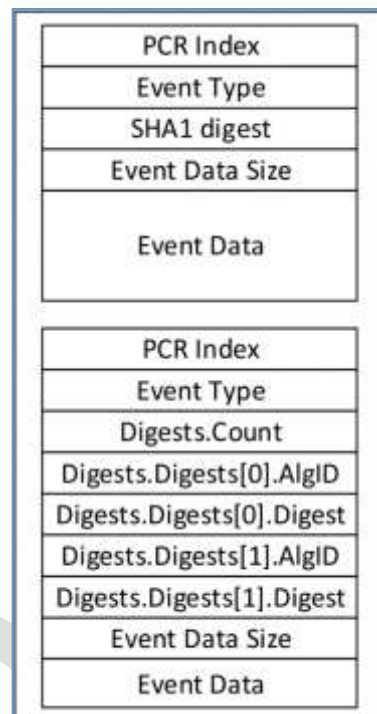 PCR Index
Event Type
SHA1 digest
Event Data Size
Event Data
PCR Index
Event Type
Digests.Count
Digests.Digests[0].AlgID
Digests.Digests[0].Digest
Digests.Digests[1].AlgID
Digests.Digests[1].Digest
Event Data Size
Event Data